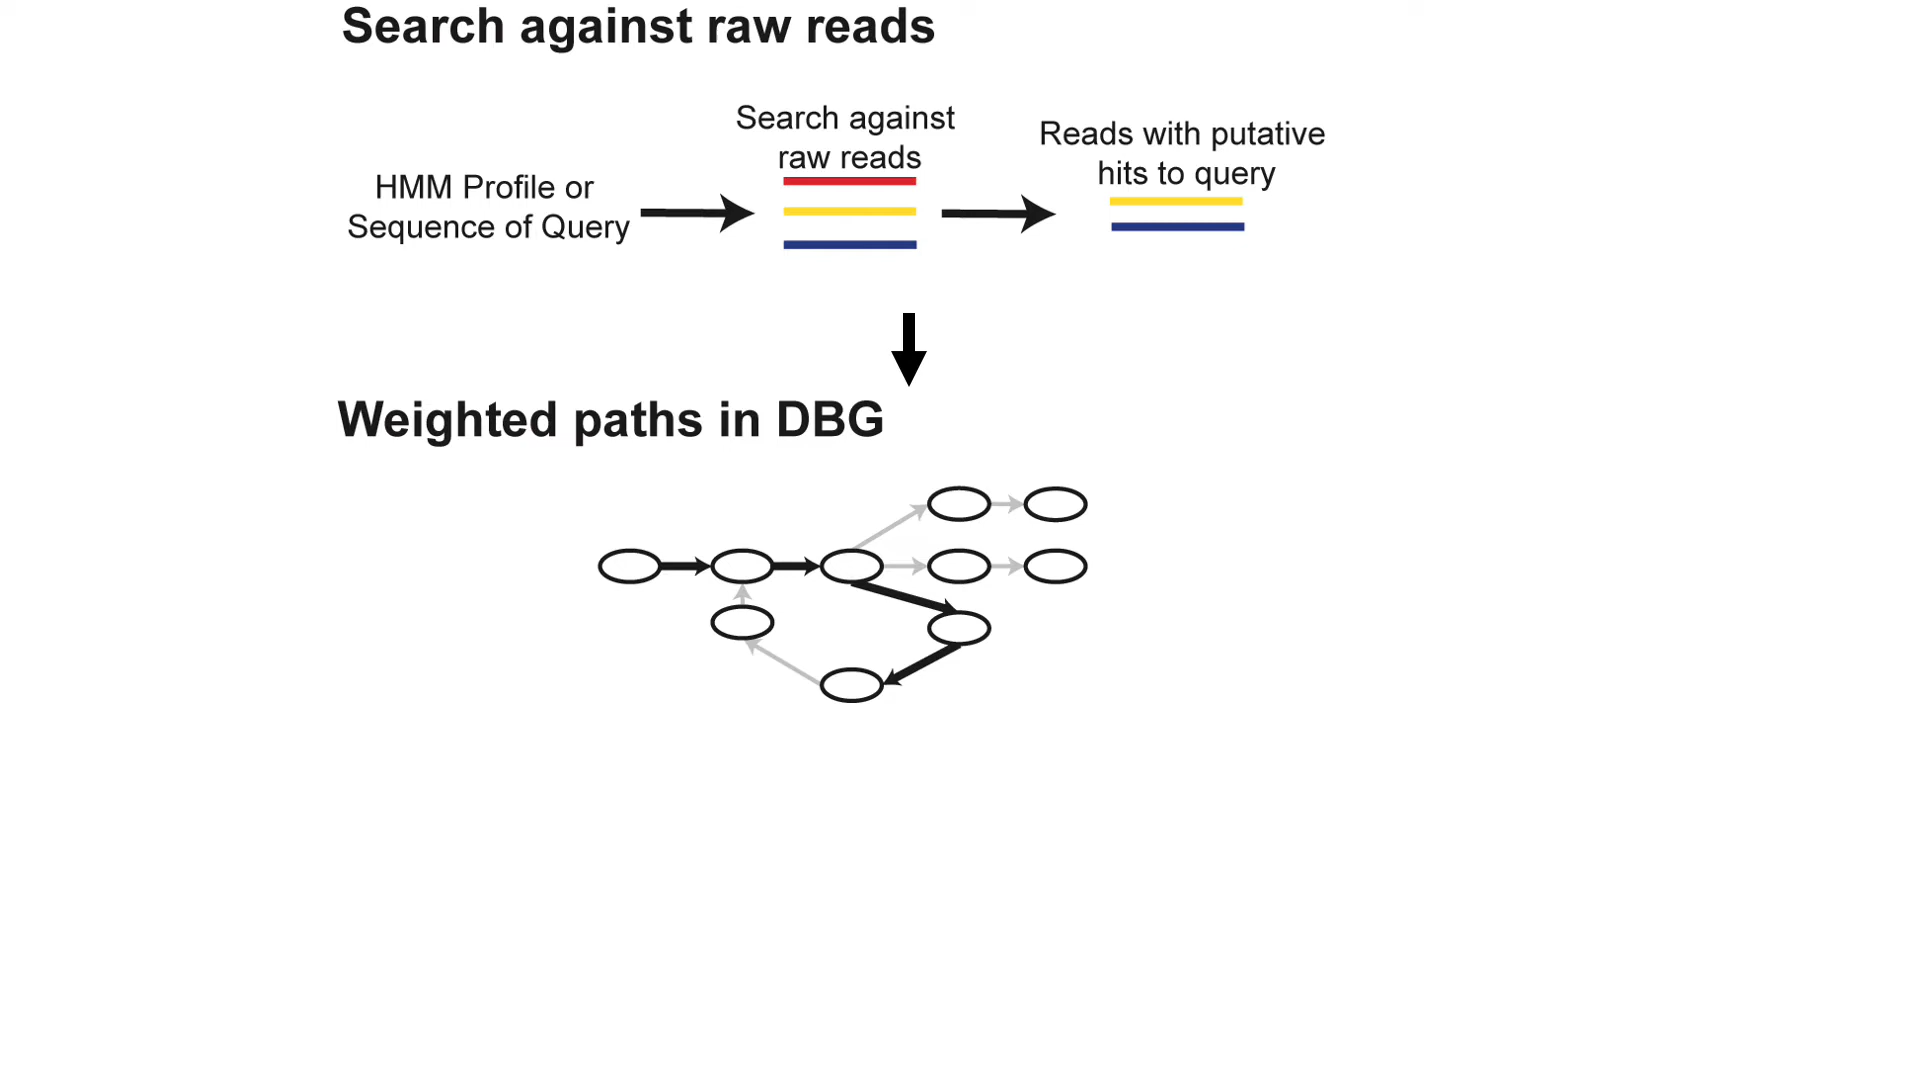 Search against raw reads
HMM Profile or
Sequence of Query
Search against
raw reads
Reads with putative
hits to query
Weighted paths in DBG